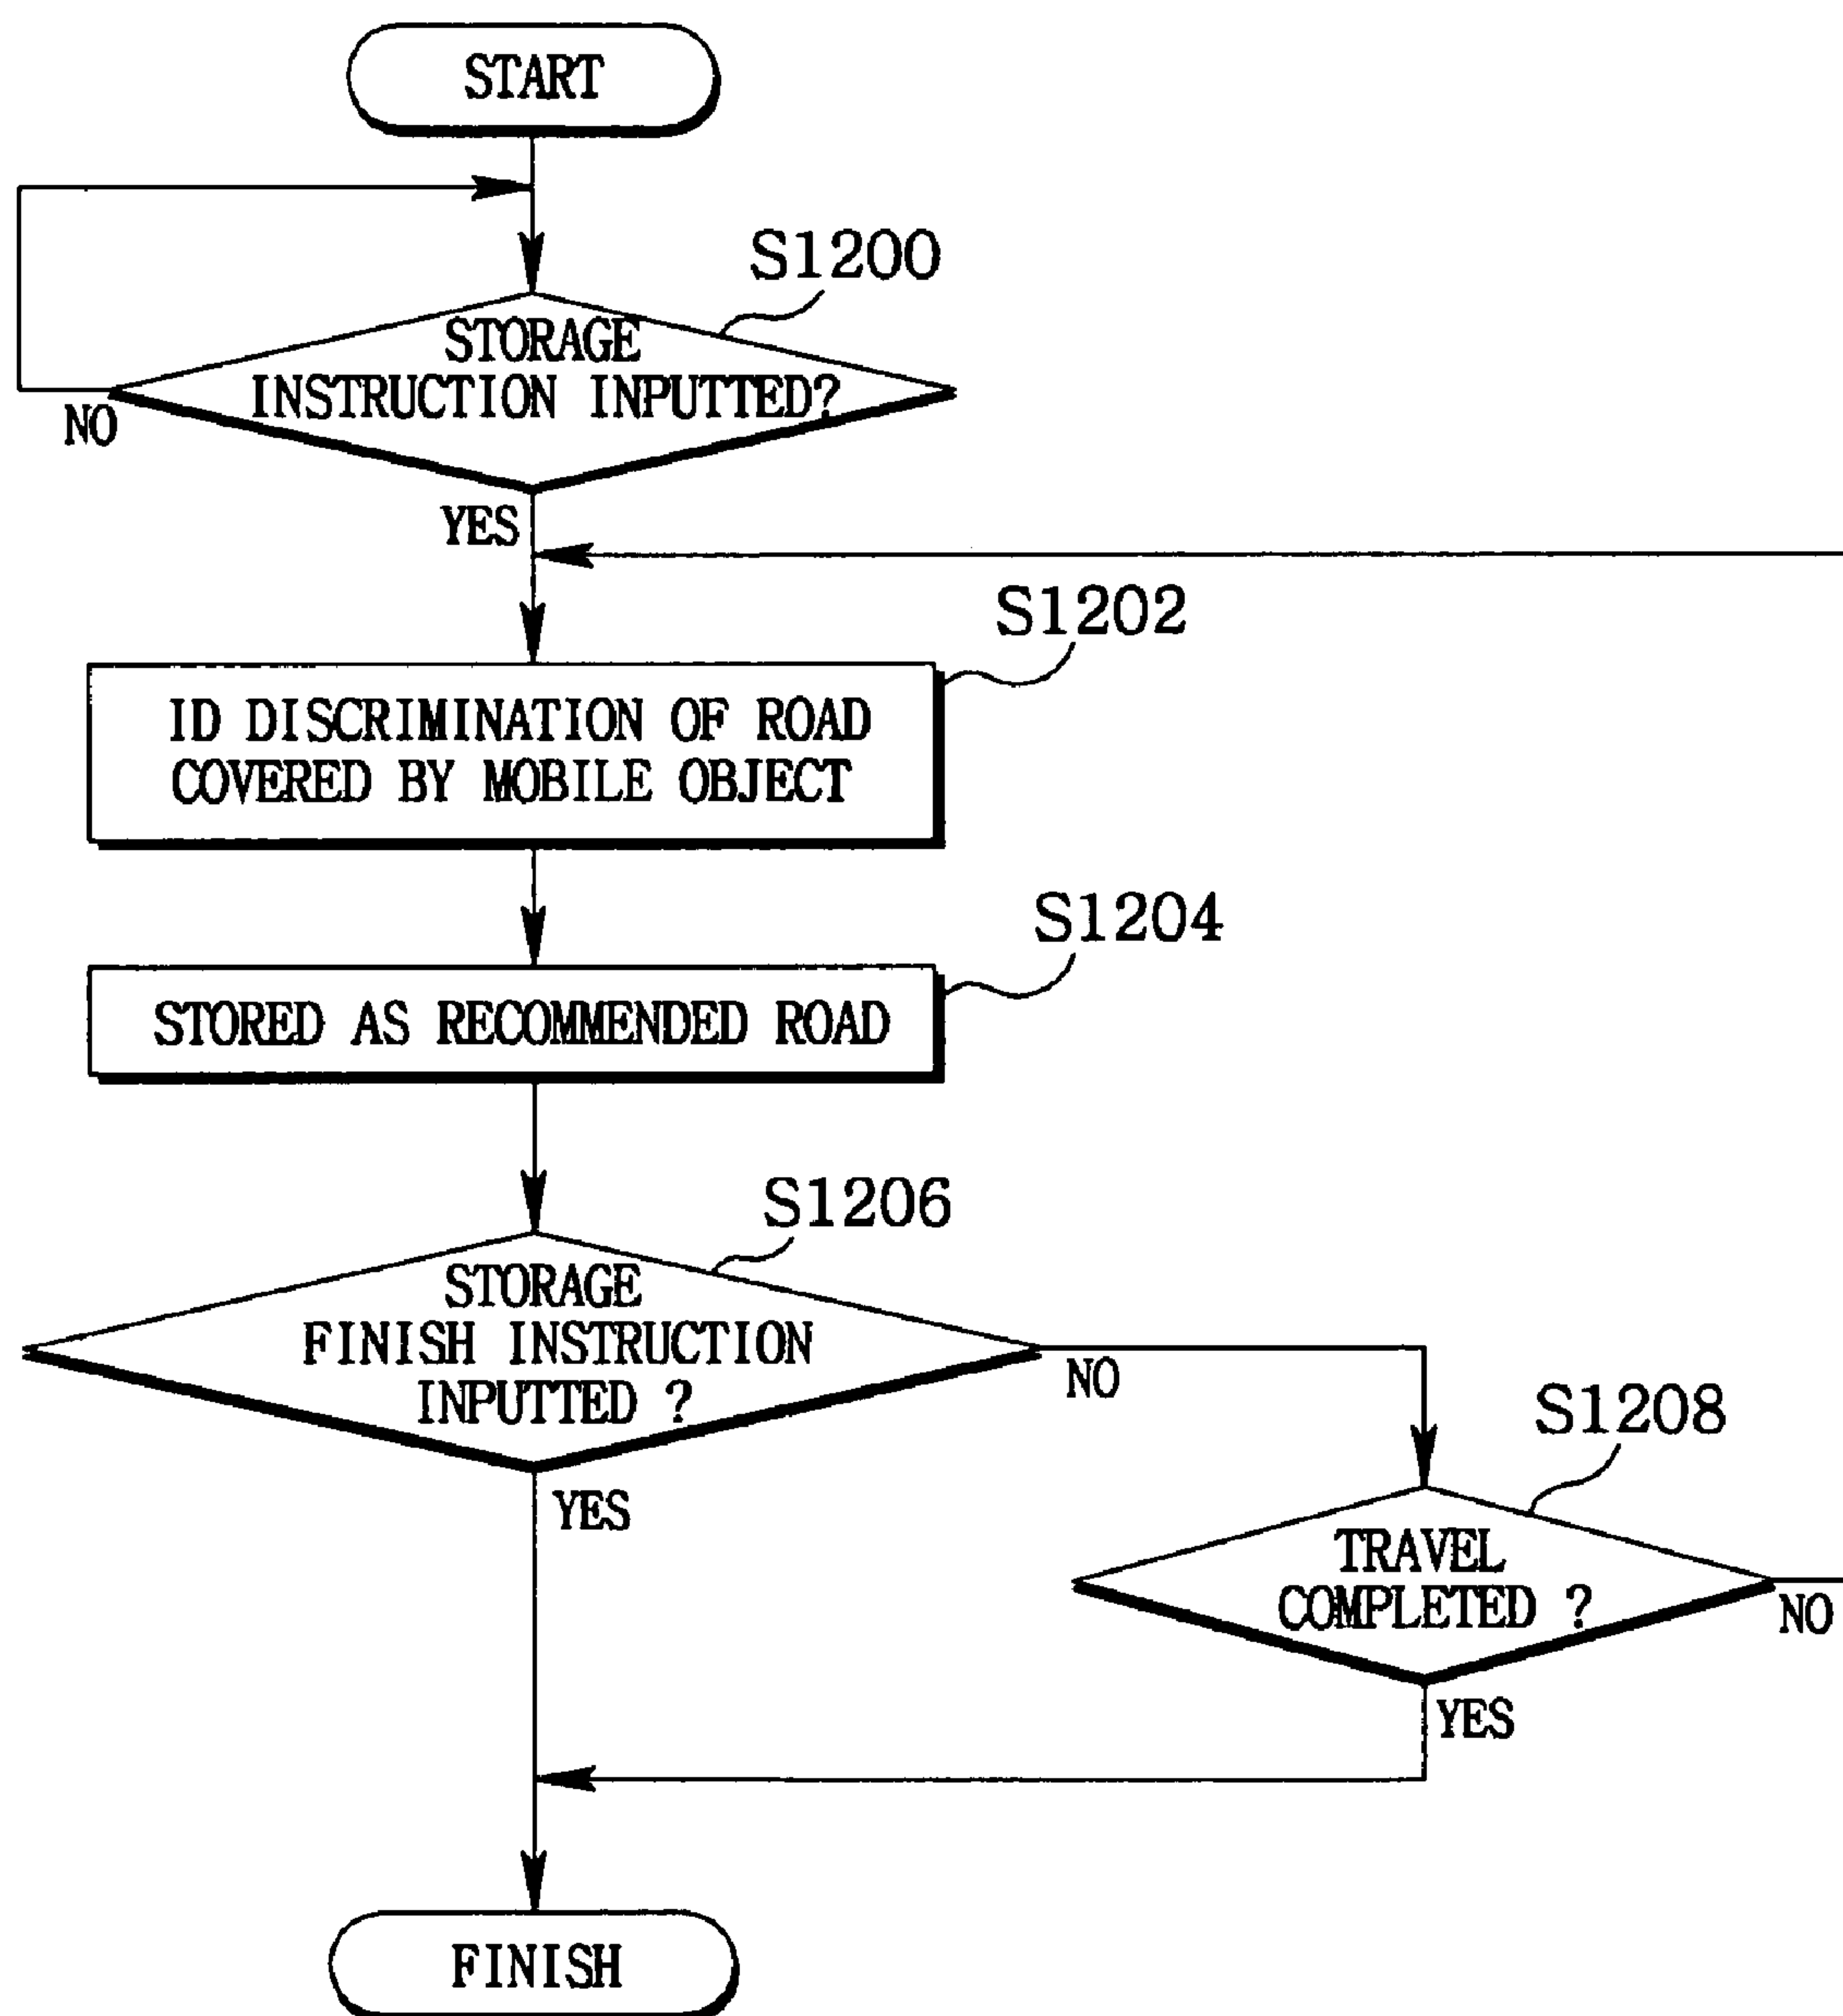 START
S1200
STORAGE
INSTRUCTION INPUTTED?
NO
YES
S1202
ID DISCRIMINATION OF ROAD
COVERED BY MOBILE OBJECT
S1204
STORED AS RECOMMENDED ROAD
S1206
STORAGE
FINISH INSTRUCTION
INPUTTED ?
NO
YES
S1208
TRAVEL
COMPLETED ?
NO
YES
FINISH